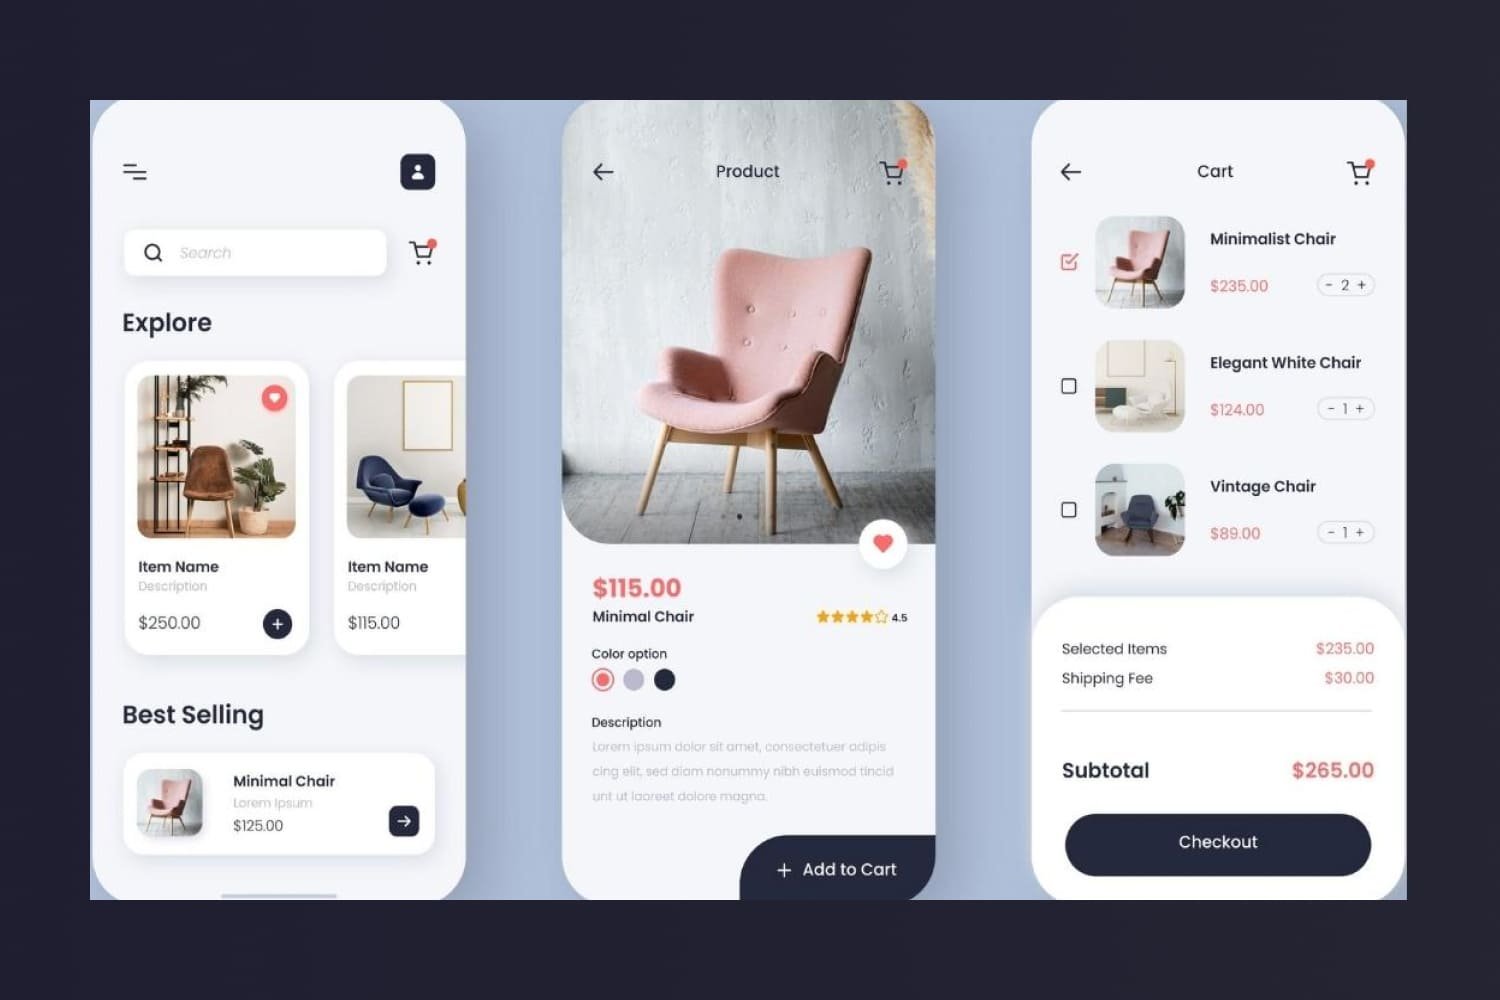 Search
Explore
Item Name
Description
$250.00
+
Item Name
Description
$115.00
Best Selling
Minimal Chair
Lorem Ipsum
$125.00
Product
$115.00
Minimal Chair
4.5
Color option
Description
Lorem ipsum dolor sit amet, consectetuer adipis
cing elit, sed diam nonummy nibh euismod tincid
unt ut laoreet dolore magna.
+ Add to Cart
Cart
Minimalist Chair
$235.00
- 2 +
Elegant White Chair
$124.00
- 1 +
Vintage Chair
$89.00
- 1 +
Selected Items $235.00
Shipping Fee $30.00
Subtotal $265.00
Checkout